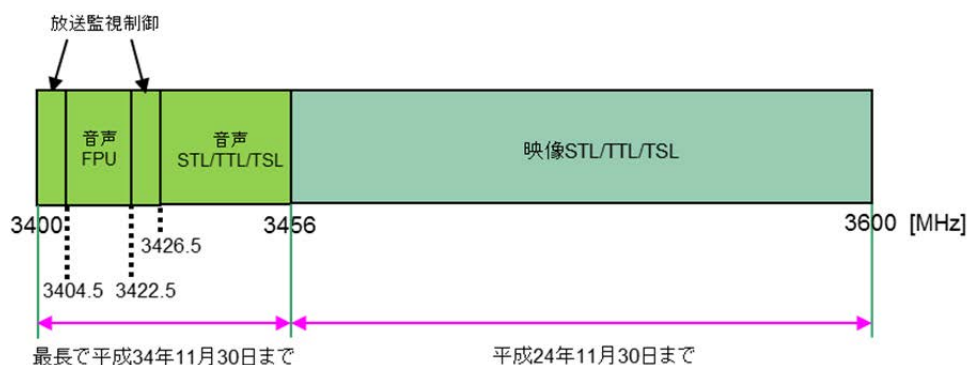 放送監視制御
音声
FPU
音声
STL/TTL/TSL
映像STL/TTL/TSL
3400
3456
3600 [MHz]
3426.5
3404.5
3422.5
最長で平成34年11月30日まで
平成24年11月30日まで